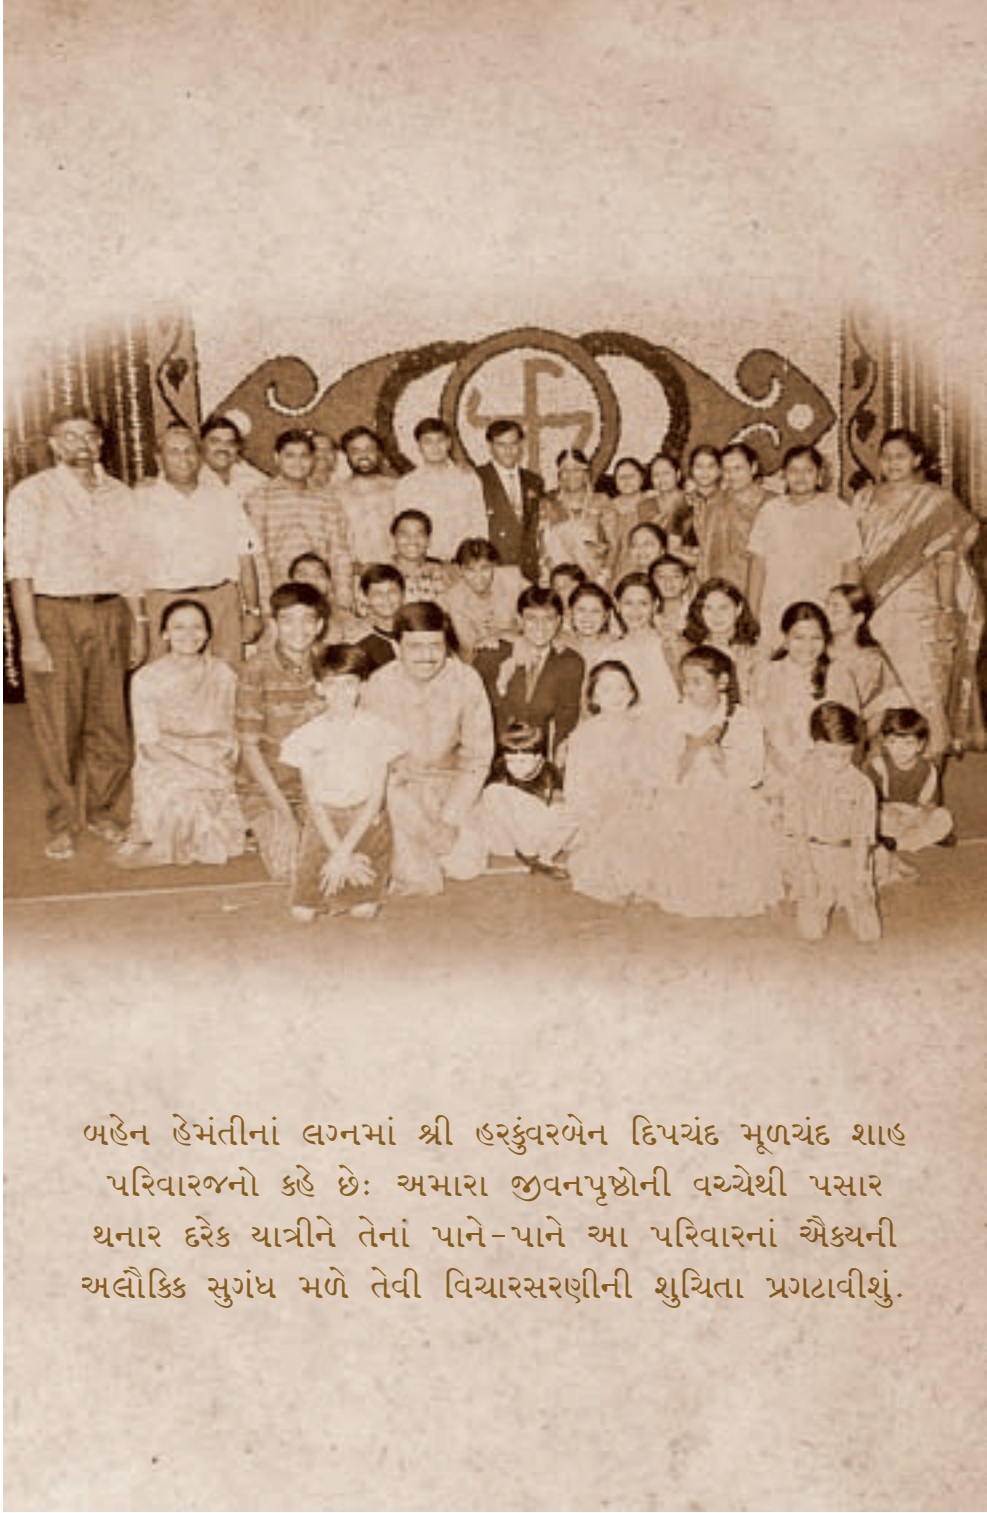 બહેન હેમંતીનાં લગ્નમાં શ્રી હરકુંવરબેન દિપચંદ મૂળચંદ શાહ
પરિવારજનો કહે છેઃ અમારા જીવનપૃષ્ઠોની વચ્ચેથી પસાર
થનાર દરેક યાત્રીને તેનાં પાને-પાને આ પરિવારનાં ઐક્યની
અલૌકિક સુગંધ મળે તેવી વિચારસરણીની શુચિતા પ્રગટાવીશું.